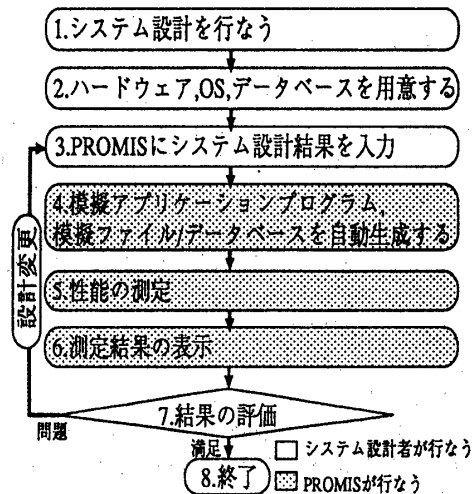 1.システム設計を行なう
2.ハードウェア,OS,データベースを用意する
3.PROMISにシステム設計結果を入力
4.模擬アプリケーションプログラム,
模擬ファイル/データベースを自動生成する
5.性能の測定
6.測定結果の表示
設計変更
7.結果の評価
問題
満足
8.終了
システム設計者が行なう
PROMISが行なう